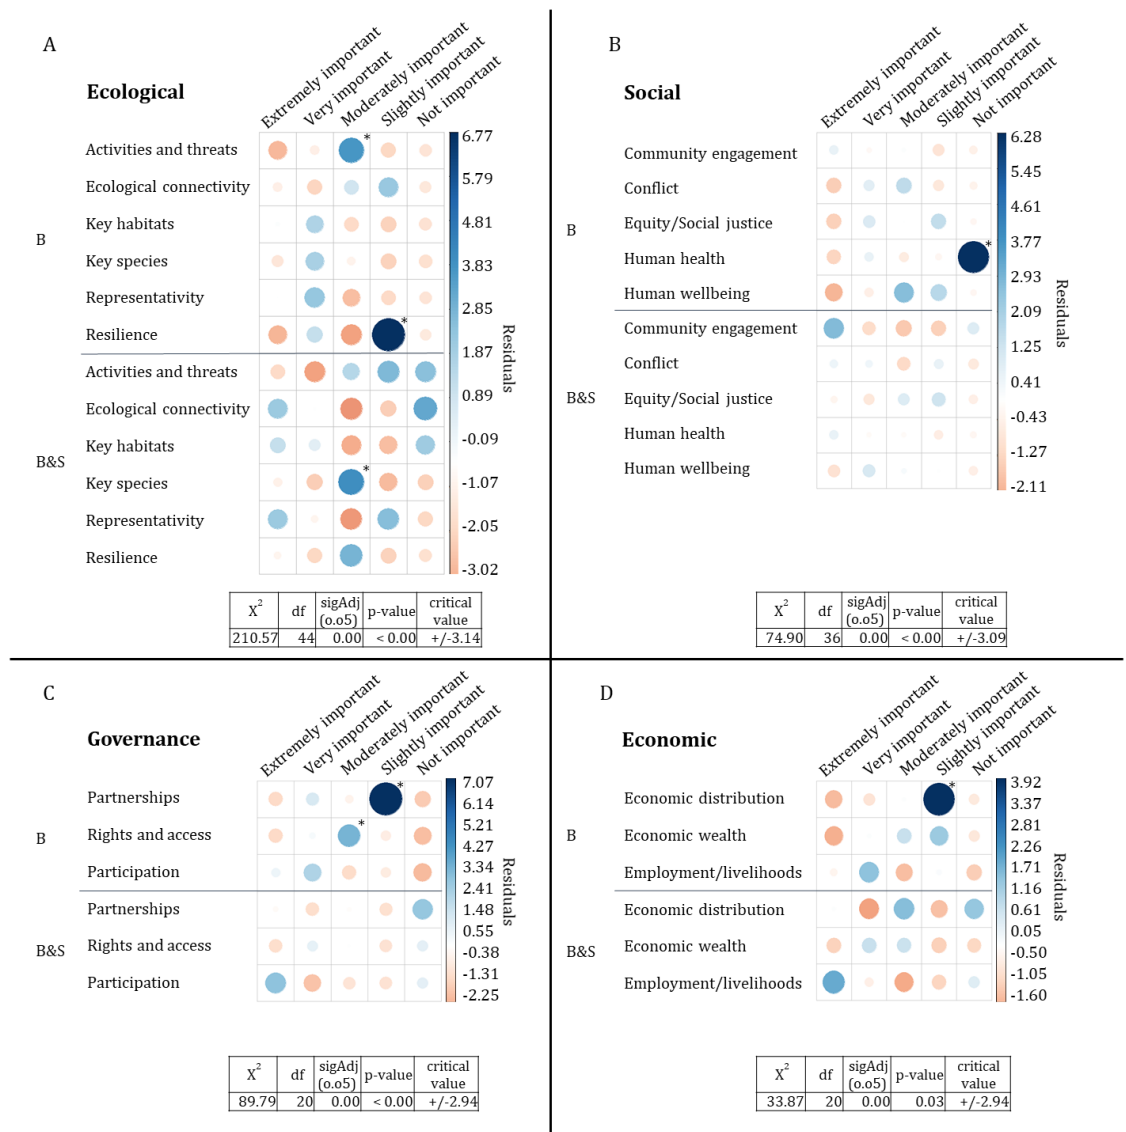 A
Ecological
Extremely important
Very important
Moderately important
Slightly important
Not important
B
Activities and threats *
Ecological connectivity
Key habitats
Key species
Representativity
Resilience *
B&S
Activities and threats
Ecological connectivity
Key habitats
Key species *
Representativity
Resilience
6.77
5.79
4.81
3.83
2.85
1.87
0.89
-0.09
-1.07
-2.05
-3.02
Residuals
X² df sigAdj (o.o5) p-value critical value
210.57 44 0.00 < 0.00 +/-3.14
B
Social
Extremely important
Very important
Moderately important
Slightly important
Not important
B
Community engagement
Conflict
Equity/Social justice
Human health *
Human wellbeing
B&S
Community engagement
Conflict
Equity/Social justice
Human health
Human wellbeing
6.28
5.45
4.61
3.77
2.93
2.09
1.25
0.41
-0.43
-1.27
-2.11
Residuals
X² df sigAdj (o.o5) p-value critical value
74.90 36 0.00 < 0.00 +/-3.09
C
Governance
Extremely important
Very important
Moderately important
Slightly important
Not important
B
Partnerships *
Rights and access *
Participation
B&S
Partnerships
Rights and access
Participation
7.07
6.14
5.21
4.27
3.34
2.41
1.48
0.55
-0.38
-1.31
-2.25
Residuals
X² df sigAdj (o.o5) p-value critical value
89.79 20 0.00 < 0.00 +/-2.94
D
Economic
Extremely important
Very important
Moderately important
Slightly important
Not important
B
Economic distribution *
Economic wealth
Employment/livelihoods
B&S
Economic distribution
Economic wealth
Employment/livelihoods
3.92
3.37
2.81
2.26
1.71
1.16
0.61
0.05
-0.50
-1.05
-1.60
Residuals
X² df sigAdj (o.o5) p-value critical value
33.87 20 0.00 0.03 +/-2.94